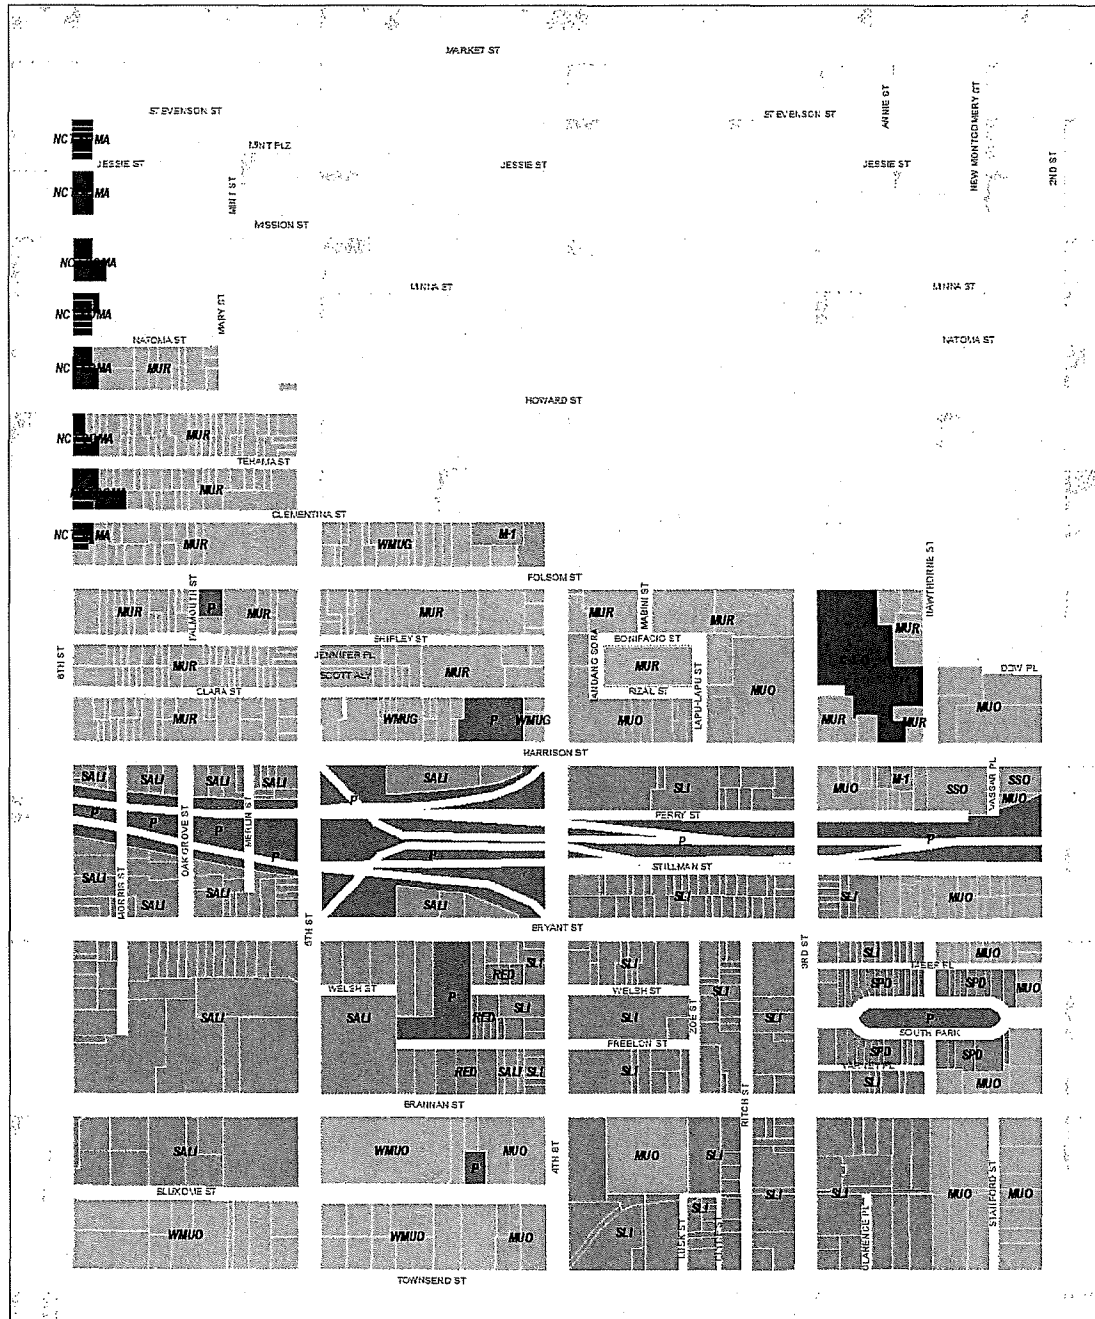 MARKET ST
STEVENSON ST
STEVENSON ST
ANNIE ST
NEW MONTGOMERY ST
MINT PLZ
JESSIE ST
JESSIE ST
JESSIE ST
MINT ST
2ND ST
MISSION ST
MINNA ST
MINNA ST
MARY ST
NATOMA ST
NATOMA ST
MUR
HOWARD ST
MUR
TEHAMA ST
MUR
CLEMENTINA ST
MUR
WMUG
M-1
FOLSOM ST
HAWTHORNE ST
MUR
FALMOUTH ST
P
MUR
MUR
MUR
MABINI ST
MUR
MUR
SHIPLEY ST
BONIFACIO ST
6TH ST
MUR
JENNIFER PL
SCOTT ALY
MUR
MUR
LAPU-LAPU ST
MUO
DOW PL
MUO
CLARA ST
RIZAL ST
MUR
WMUG
P
WMUG
MUO
MUR
MUR
HARRISON ST
SALI
SALI
SALI
SALI
SALI
SLI
MUO
M-1
SSO
VASSAR PL
SSO
MUO
P
P
P
P
P
PERRY ST
P
P
P
OAK GROVE ST
MERLIN ST
MORRIS ST
STILLMAN ST
SALI
SALI
SALI
SALI
SLI
SLI
MUO
5TH ST
BRYANT ST
3RD ST
SALI
WELSH ST
SALI
P
RED
SLI
RED
SLI
SLI
WELSH ST
SLI
ZOE ST
SLI
SLI
SLI
MUO
SPD
SPD
MUO
P
SOUTH PARK
FREELON ST
RED
SALI
SLI
SLI
SPD
SPD
SLI
MUO
BRANNAN ST
RITCH ST
SALI
WMUO
P
MUO
4TH ST
MUO
SLI
SLI
SLI
MUO
STANFORD ST
MUO
BLUXOME ST
WMUO
WMUO
MUO
SLI
LUSK ST
SLI
CLARENCE PL
TOWNSEND ST